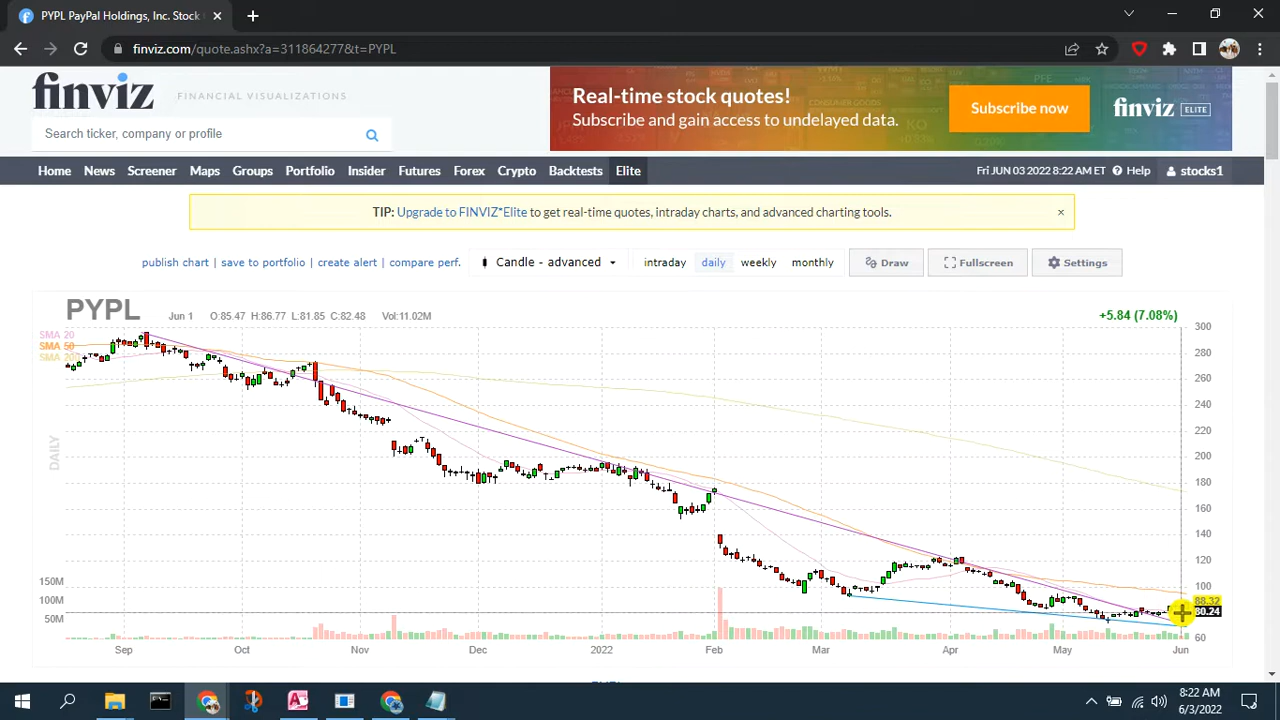 PYPL PayPal Holdings, Inc. Stock
finviz.com/quote.ashx?a=311864277&t=PYPL
finviz FINANCIAL VISUALIZATIONS
Real-time stock quotes!
Subscribe and gain access to undelayed data.
Subscribe now
finviz ELITE
Search ticker, company or profile
Home News Screener Maps Groups Portfolio Insider Futures Forex Crypto Backtests Elite
Fri JUN 03 2022 8:22 AM ET Help stocks1
TIP: Upgrade to FINVIZ*Elite to get real-time quotes, intraday charts, and advanced charting tools. ×
publish chart | save to portfolio | create alert | compare perf. Candle - advanced intraday daily weekly monthly Draw Fullscreen Settings
PYPL Jun 1 O:85.47 H:86.77 L:81.85 C:82.48 Vol:11.02M +5.84 (7.08%)
SMA 20
SMA 50
SMA 200
DAILY
300
280
260
240
220
200
180
160
140
120
100
88.32
80.24
60
150M
100M
50M
Sep Oct Nov Dec 2022 Feb Mar Apr May Jun
8:22 AM
6/3/2022